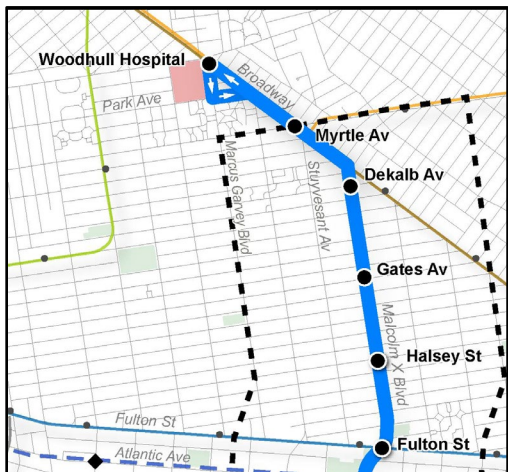 Woodhull Hospital
Broadway
Park Ave
Myrtle Av
Marcus Garvey Blvd
Stuyvesant Av
Dekalb Av
Gates Av
Malcolm X Blvd
Halsey St
Fulton St
Fulton St
Atlantic Ave